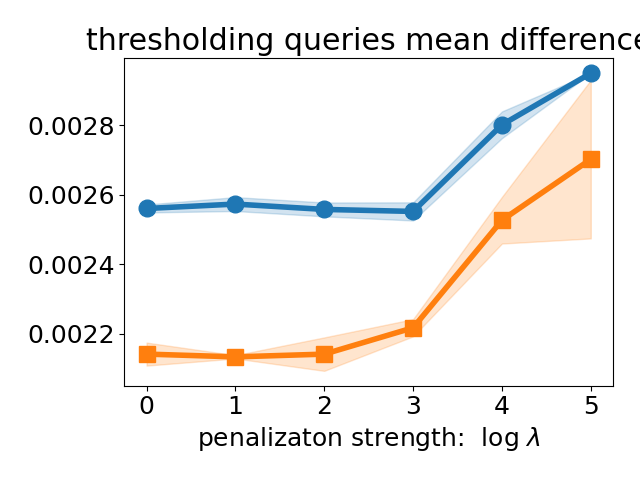 thresholding queries mean difference
0.0028
0.0026
0.0024
0.0022
0 1 2 3 4 5
penalizaton strength: log λ